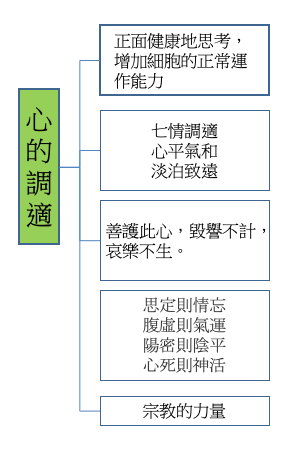 心的調適
正面健康地思考，
增加細胞的正常運
作能力
七情調適
心平氣和
淡泊致遠
善護此心，毀譽不計，
哀樂不生。
思定則情忘
腹虛則氣運
陽密則陰平
心死則神活
宗教的力量